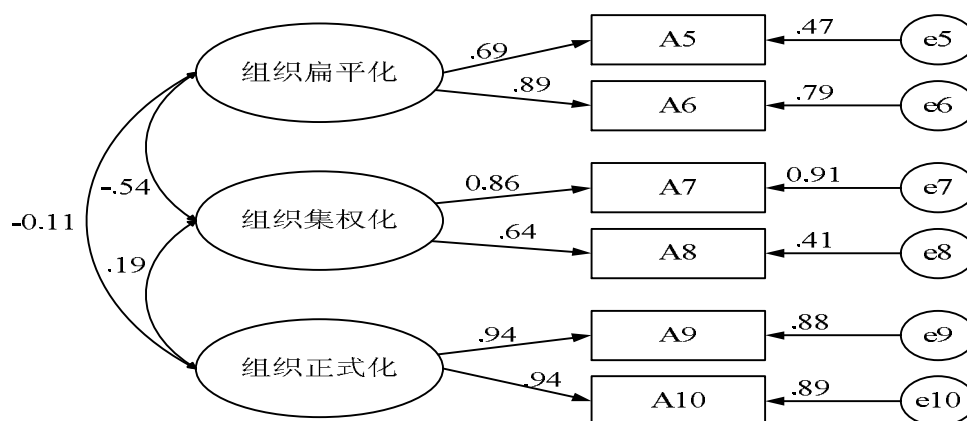 A5
.47
e5
.69
组织扁平化
.89
A6
.79
e6
-.54
0.86
A7
0.91
e7
-0.11
组织集权化
.64
A8
.41
e8
.19
.94
A9
.88
e9
组织正式化
.94
A10
.89
e10